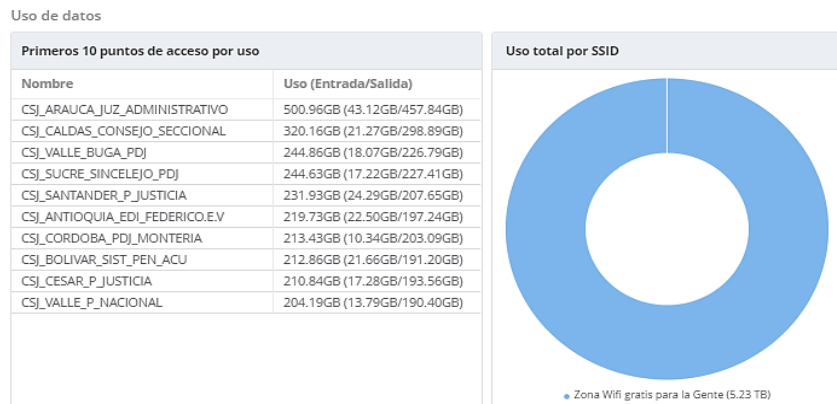 Uso de datos
Primeros 10 puntos de acceso por uso
Nombre Uso (Entrada/Salida)
CSJ_ARAUCA_JUZ_ADMINISTRATIVO 500.96GB (43.12GB/457.84GB)
CSJ_CALDAS_CONSEJO_SECCIONAL 320.16GB (21.27GB/298.89GB)
CSJ_VALLE_BUGA_PDJ 244.86GB (18.07GB/226.79GB)
CSJ_SUCRE_SINCELEJO_PDJ 244.63GB (17.22GB/227.41GB)
CSJ_SANTANDER_P_JUSTICIA 231.93GB (24.29GB/207.65GB)
CSJ_ANTIOQUIA_EDI_FEDERICO.E.V 219.73GB (22.50GB/197.24GB)
CSJ_CORDOBA_PDJ_MONTERIA 213.43GB (10.34GB/203.09GB)
CSJ_BOLIVAR_SIST_PEN_ACU 212.86GB (21.66GB/191.20GB)
CSJ_CESAR_P_JUSTICIA 210.84GB (17.28GB/193.56GB)
CSJ_VALLE_P_NACIONAL 204.19GB (13.79GB/190.40GB)
Uso total por SSID
Zona Wifi gratis para la Gente (5.23 TB)